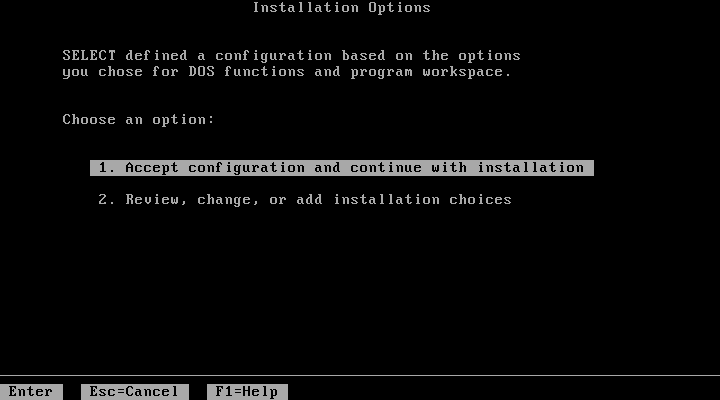 Installation Options
SELECT defined a configuration based on the options
you chose for DOS functions and program workspace.
Choose an option:
1. Accept configuration and continue with installation
2. Review, change, or add installation choices
Enter Esc=Cancel F1=Help